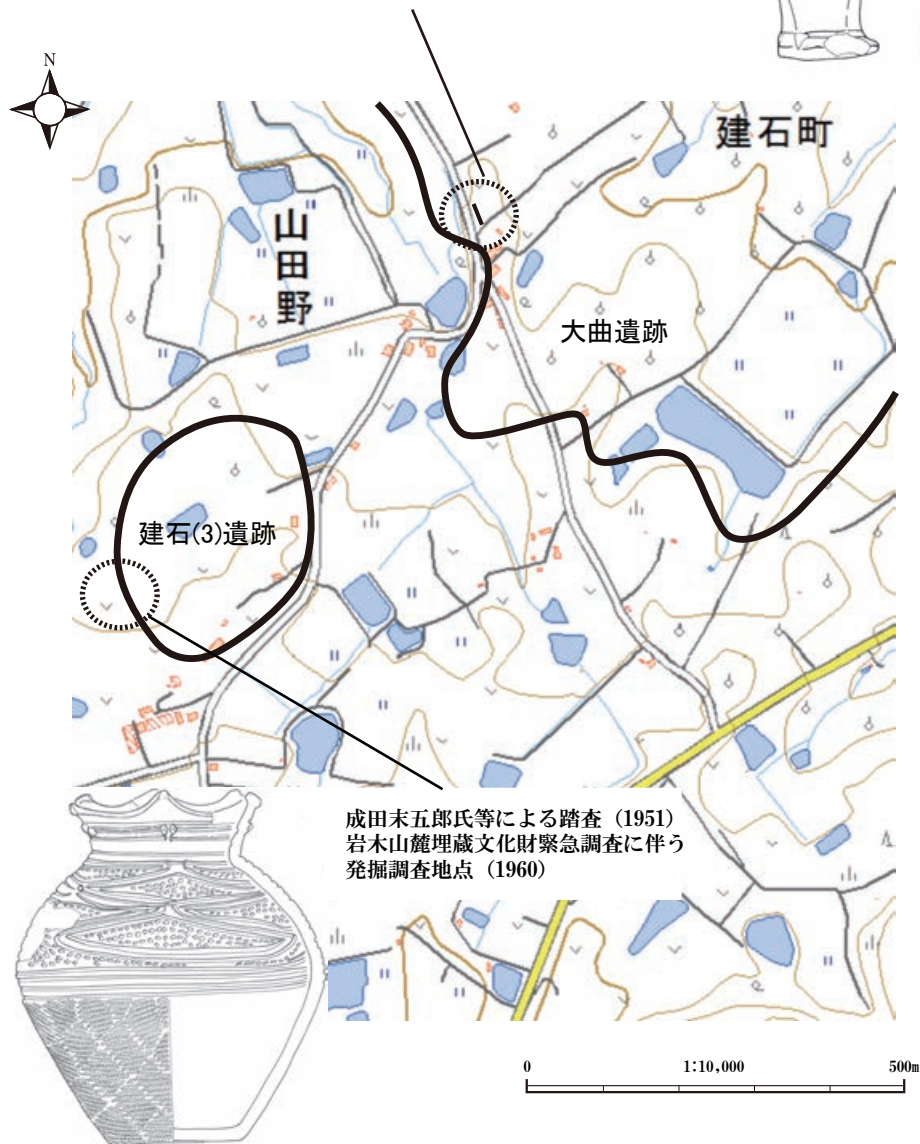 N
建石町
山田野
大曲遺跡
建石(3)遺跡
成田末五郎氏等による踏査（1951）
岩木山麓埋蔵文化財緊急調査に伴う
発掘調査地点（1960）
0 1:10,000 500m